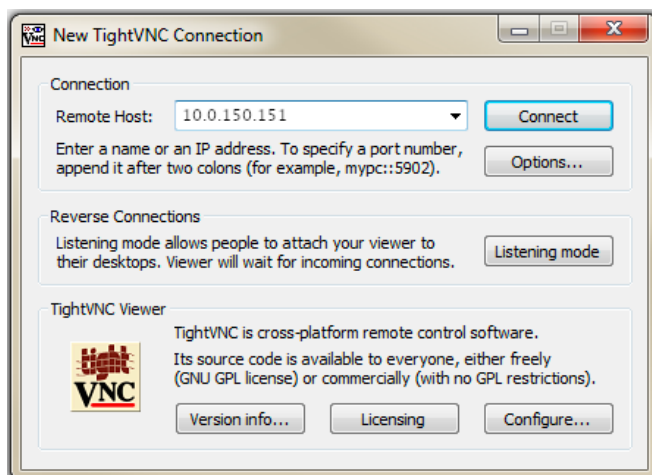 VNC New TightVNC Connection
Connection
Remote Host: 10.0.150.151 Connect
Enter a name or an IP address. To specify a port number,
append it after two colons (for example, mypc::5902).
Options...
Reverse Connections
Listening mode allows people to attach your viewer to
their desktops. Viewer will wait for incoming connections.
Listening mode
TightVNC Viewer
TightVNC is cross-platform remote control software.
Its source code is available to everyone, either freely
(GNU GPL license) or commercially (with no GPL restrictions).
tight
VNC
Version info... Licensing Configure...